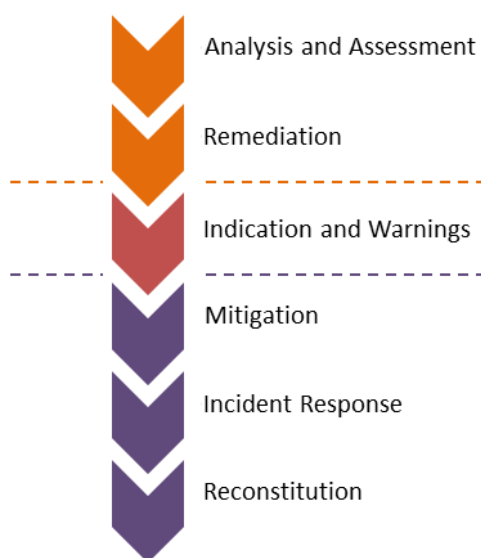 Analysis and Assessment
Remediation
Indication and Warnings
Mitigation
Incident Response
Reconstitution